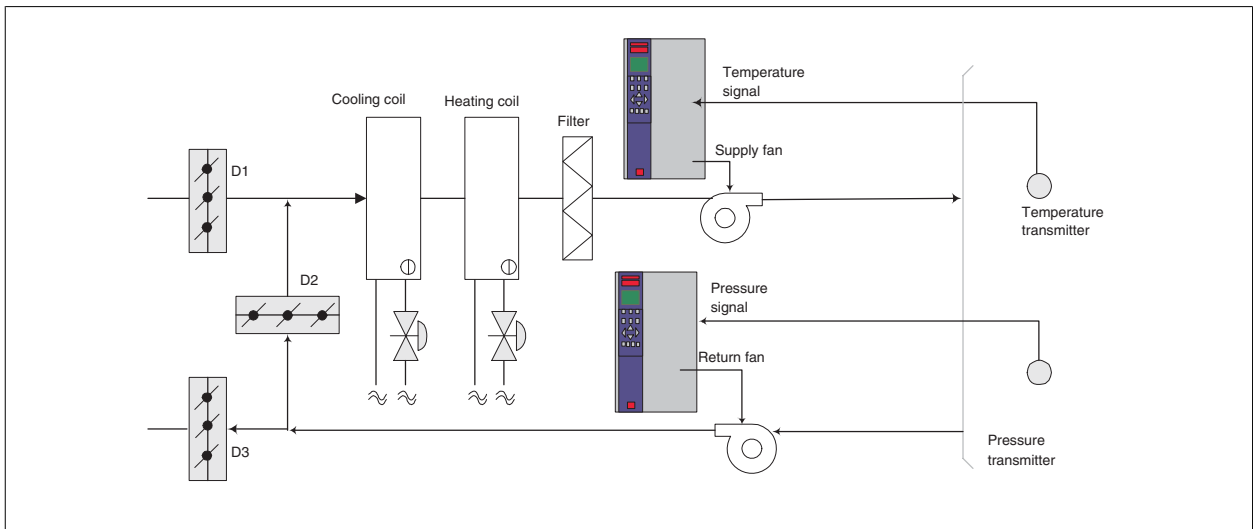 Temperature
signal
Cooling coil
Heating coil
Filter
Supply fan
D1
Temperature
transmitter
D2
Pressure
signal
Return fan
D3
Pressure
transmitter